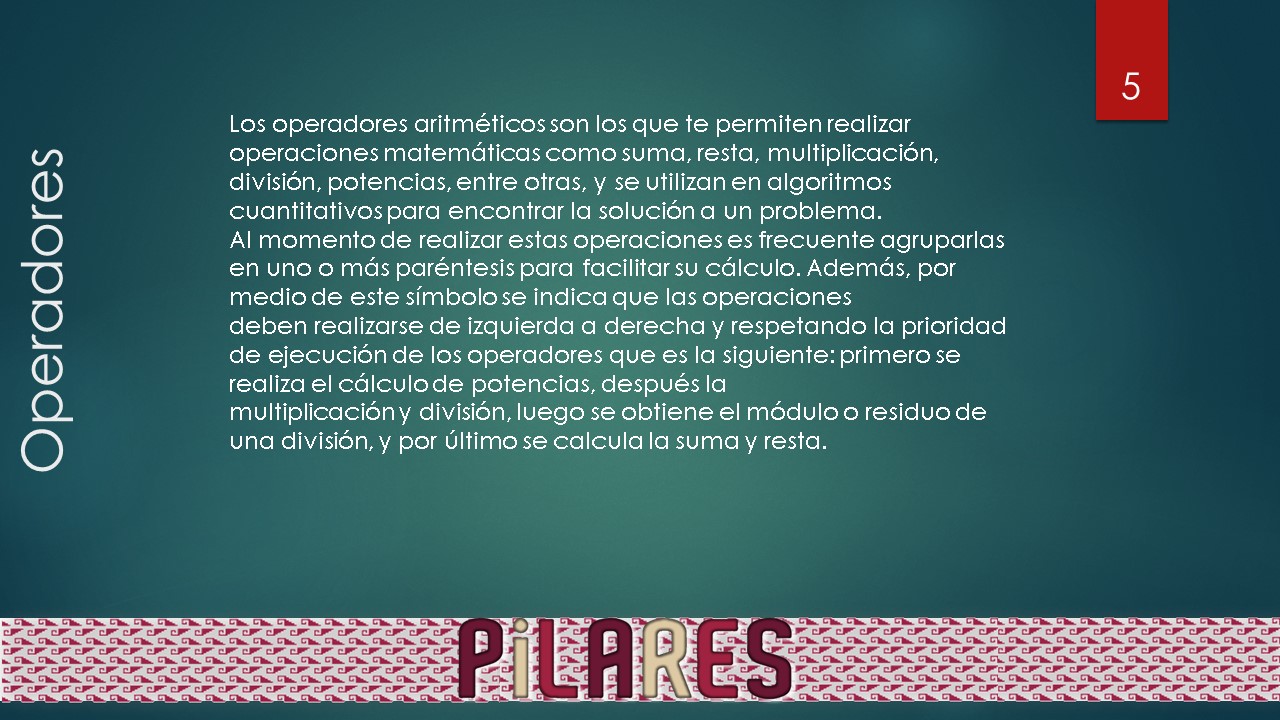 5
Operadores
Los operadores aritméticos son los que te permiten realizar
operaciones matemáticas como suma, resta, multiplicación,
división, potencias, entre otras, y se utilizan en algoritmos
cuantitativos para encontrar la solución a un problema.
Al momento de realizar estas operaciones es frecuente agruparlas
en uno o más paréntesis para facilitar su cálculo. Además, por
medio de este símbolo se indica que las operaciones
deben realizarse de izquierda a derecha y respetando la prioridad
de ejecución de los operadores que es la siguiente: primero se
realiza el cálculo de potencias, después la
multiplicación y división, luego se obtiene el módulo o residuo de
una división, y por último se calcula la suma y resta.
PiLARES